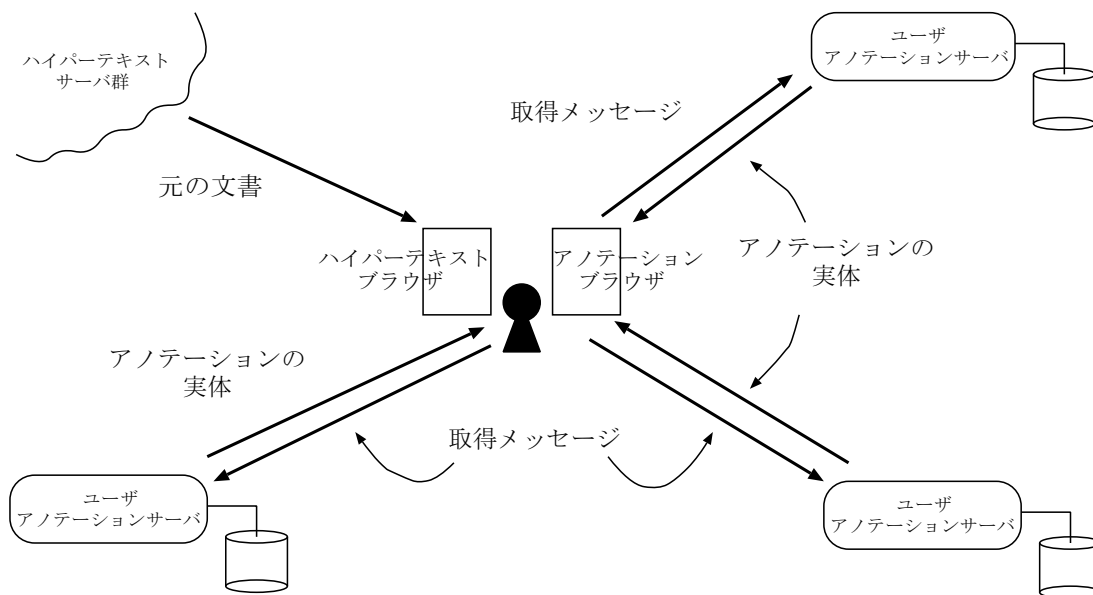 ハイパーテキスト
サーバ群
ユーザ
アノテーションサーバ
取得メッセージ
元の文書
ハイパーテキスト
ブラウザ
アノテーション
ブラウザ
アノテーションの
実体
アノテーションの
実体
取得メッセージ
ユーザ
アノテーションサーバ
ユーザ
アノテーションサーバ